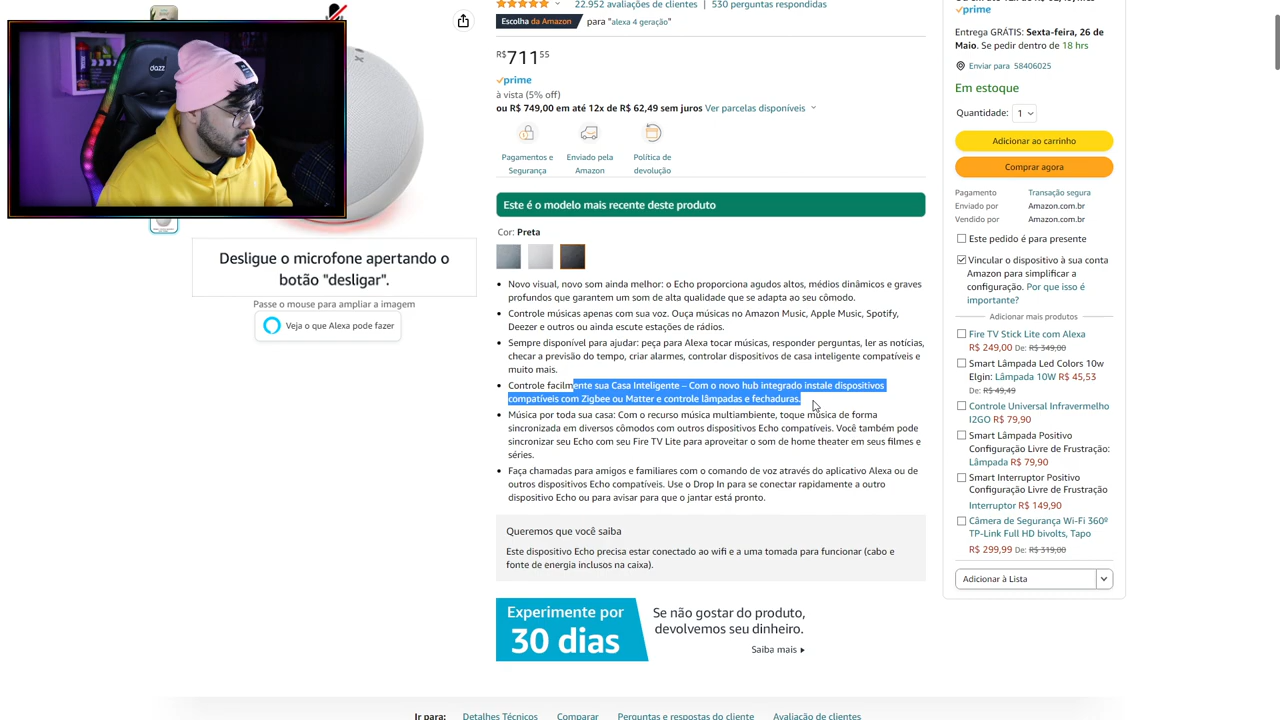 22.952 avaliações de clientes | 530 perguntas respondidas
Escolha da Amazon para "alexa 4 geração"
R$711 55
prime
à vista (5% off)
ou R$ 749,00 em até 12x de R$ 62,49 sem juros Ver parcelas disponíveis
Pagamentos e Segurança
Enviado pela Amazon
Política de devolução
Este é o modelo mais recente deste produto
Cor: Preta
Novo visual, novo som ainda melhor: o Echo proporciona agudos altos, médios dinâmicos e graves
profundos que garantem um som de alta qualidade que se adapta ao seu cômodo.
Controle músicas apenas com sua voz. Ouça músicas no Amazon Music, Apple Music, Spotify,
Deezer e outros ou ainda escute estações de rádios.
Sempre disponível para ajudar: peça para Alexa tocar músicas, responder perguntas, ler as notícias,
checar a previsão do tempo, criar alarmes, controlar dispositivos de casa inteligente compatíveis e
muito mais.
Controle facilmente sua Casa Inteligente – Com o novo hub integrado instale dispositivos
compatíveis com Zigbee ou Matter e controle lâmpadas e fechaduras.
Música por toda sua casa: Com o recurso música multiambiente, toque música de forma
sincronizada em diversos cômodos com outros dispositivos Echo compatíveis. Você também pode
sincronizar seu Echo com seu Fire TV Lite para aproveitar o som de home theater em seus filmes e
séries.
Faça chamadas para amigos e familiares com o comando de voz através do aplicativo Alexa ou de
outros dispositivos Echo compatíveis. Use o Drop In para se conectar rapidamente a outro
dispositivo Echo ou para avisar para que o jantar está pronto.
Queremos que você saiba
Este dispositivo Echo precisa estar conectado ao wifi e a uma tomada para funcionar (cabo e
fonte de energia inclusos na caixa).
Experimente por
30 dias
Se não gostar do produto,
devolvemos seu dinheiro.
Saiba mais
Ir para: Detalhes Técnicos Comparar Perguntas e respostas do cliente Avaliação de clientes
dazz
Desligue o microfone apertando o
botão "desligar".
Passe o mouse para ampliar a imagem
Veja o que Alexa pode fazer
prime
Entrega GRÁTIS: Sexta-feira, 26 de
Maio. Se pedir dentro de 18 hrs
Enviar para 58406025
Em estoque
Quantidade: 1
Adicionar ao carrinho
Comprar agora
Pagamento Transação segura
Enviado por Amazon.com.br
Vendido por Amazon.com.br
Este pedido é para presente
Vincular o dispositivo à sua conta
Amazon para simplificar a
configuração. Por que isso é
importante?
Adicionar mais produtos
Fire TV Stick Lite com Alexa
R$ 249,00 De: R$ 349,00
Smart Lâmpada Led Colors 10w
Elgin: Lâmpada 10W R$ 45,53
De: R$ 49,49
Controle Universal Infravermelho
I2GO R$ 79,90
Smart Lâmpada Positivo
Configuração Livre de Frustração:
Lâmpada R$ 79,90
Smart Interruptor Positivo
Configuração Livre de Frustração
Interruptor R$ 149,90
Câmera de Segurança Wi-Fi 360º
TP-Link Full HD bivolts, Tapo
R$ 299,99 De: R$ 319,00
Adicionar à Lista